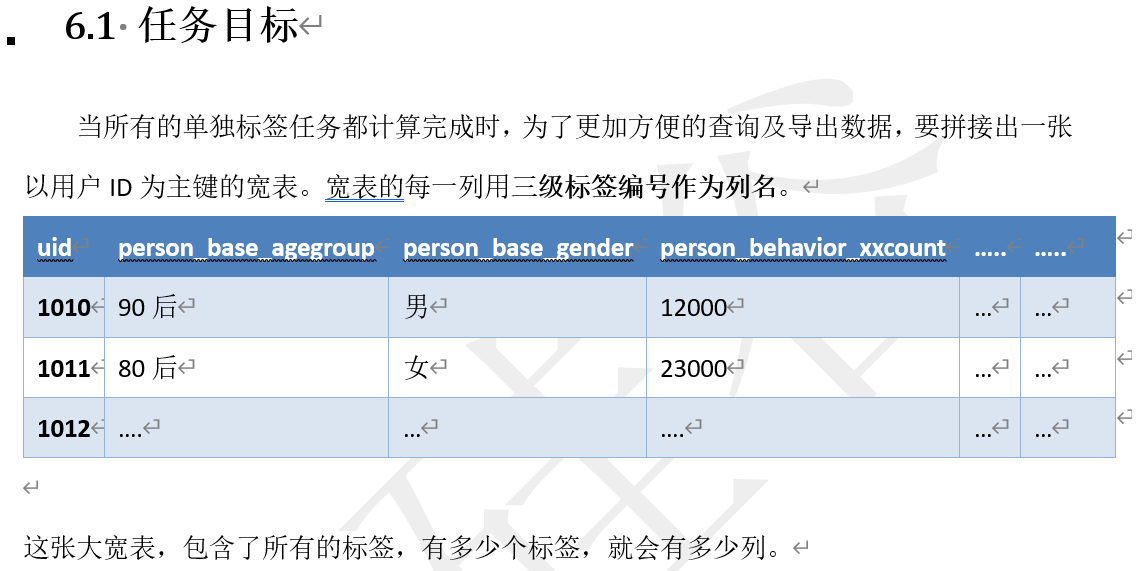 6.1 任务目标
当所有的单独标签任务都计算完成时，为了更加方便的查询及导出数据，要拼接出一张
以用户 ID 为主键的宽表。宽表的每一列用三级标签编号作为列名。
uid person_base_agegroup person_base_gender person_behavior_xxcount ..... .....
1010 90 后 男 12000 ... ...
1011 80 后 女 23000 ... ...
1012 .... ... .... ... ...
这张大宽表，包含了所有的标签，有多少个标签，就会有多少列。